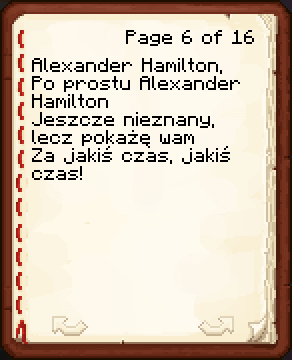 Page 6 of 16
Alexander Hamilton,
Po prostu Alexander
Hamilton
Jeszcze nieznany,
lecz pokażę wam
Za jakiś czas, jakiś
czas!